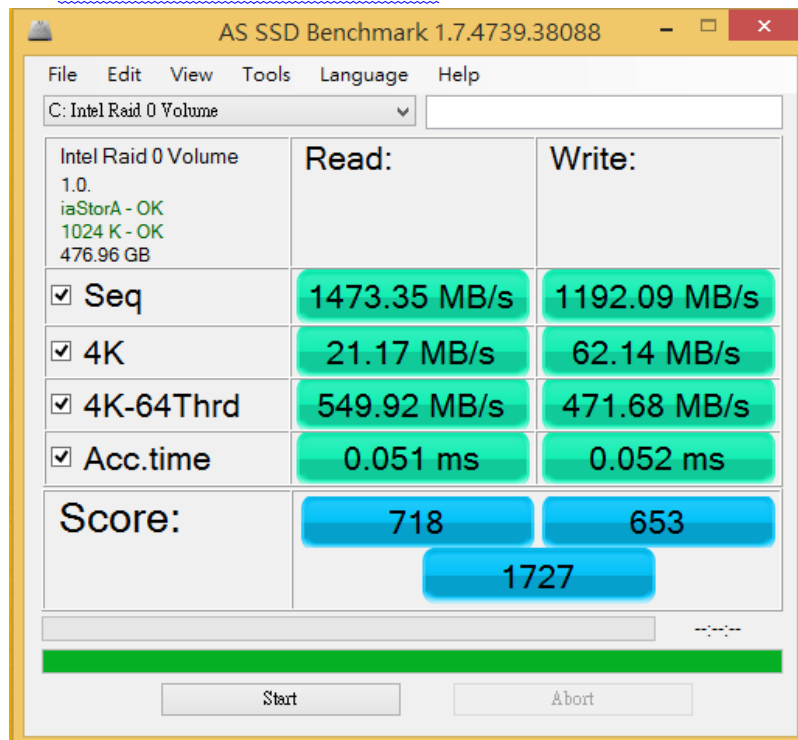 AS SSD Benchmark 1.7.4739.38088
File Edit View Tools Language Help
C: Intel Raid 0 Volume
Intel Raid 0 Volume
1.0.
iaStorA - OK
1024 K - OK
476.96 GB
Read: Write:
Seq 1473.35 MB/s 1192.09 MB/s
4K 21.17 MB/s 62.14 MB/s
4K-64Thrd 549.92 MB/s 471.68 MB/s
Acc.time 0.051 ms 0.052 ms
Score: 718 653
1727
--:--:--
Start Abort